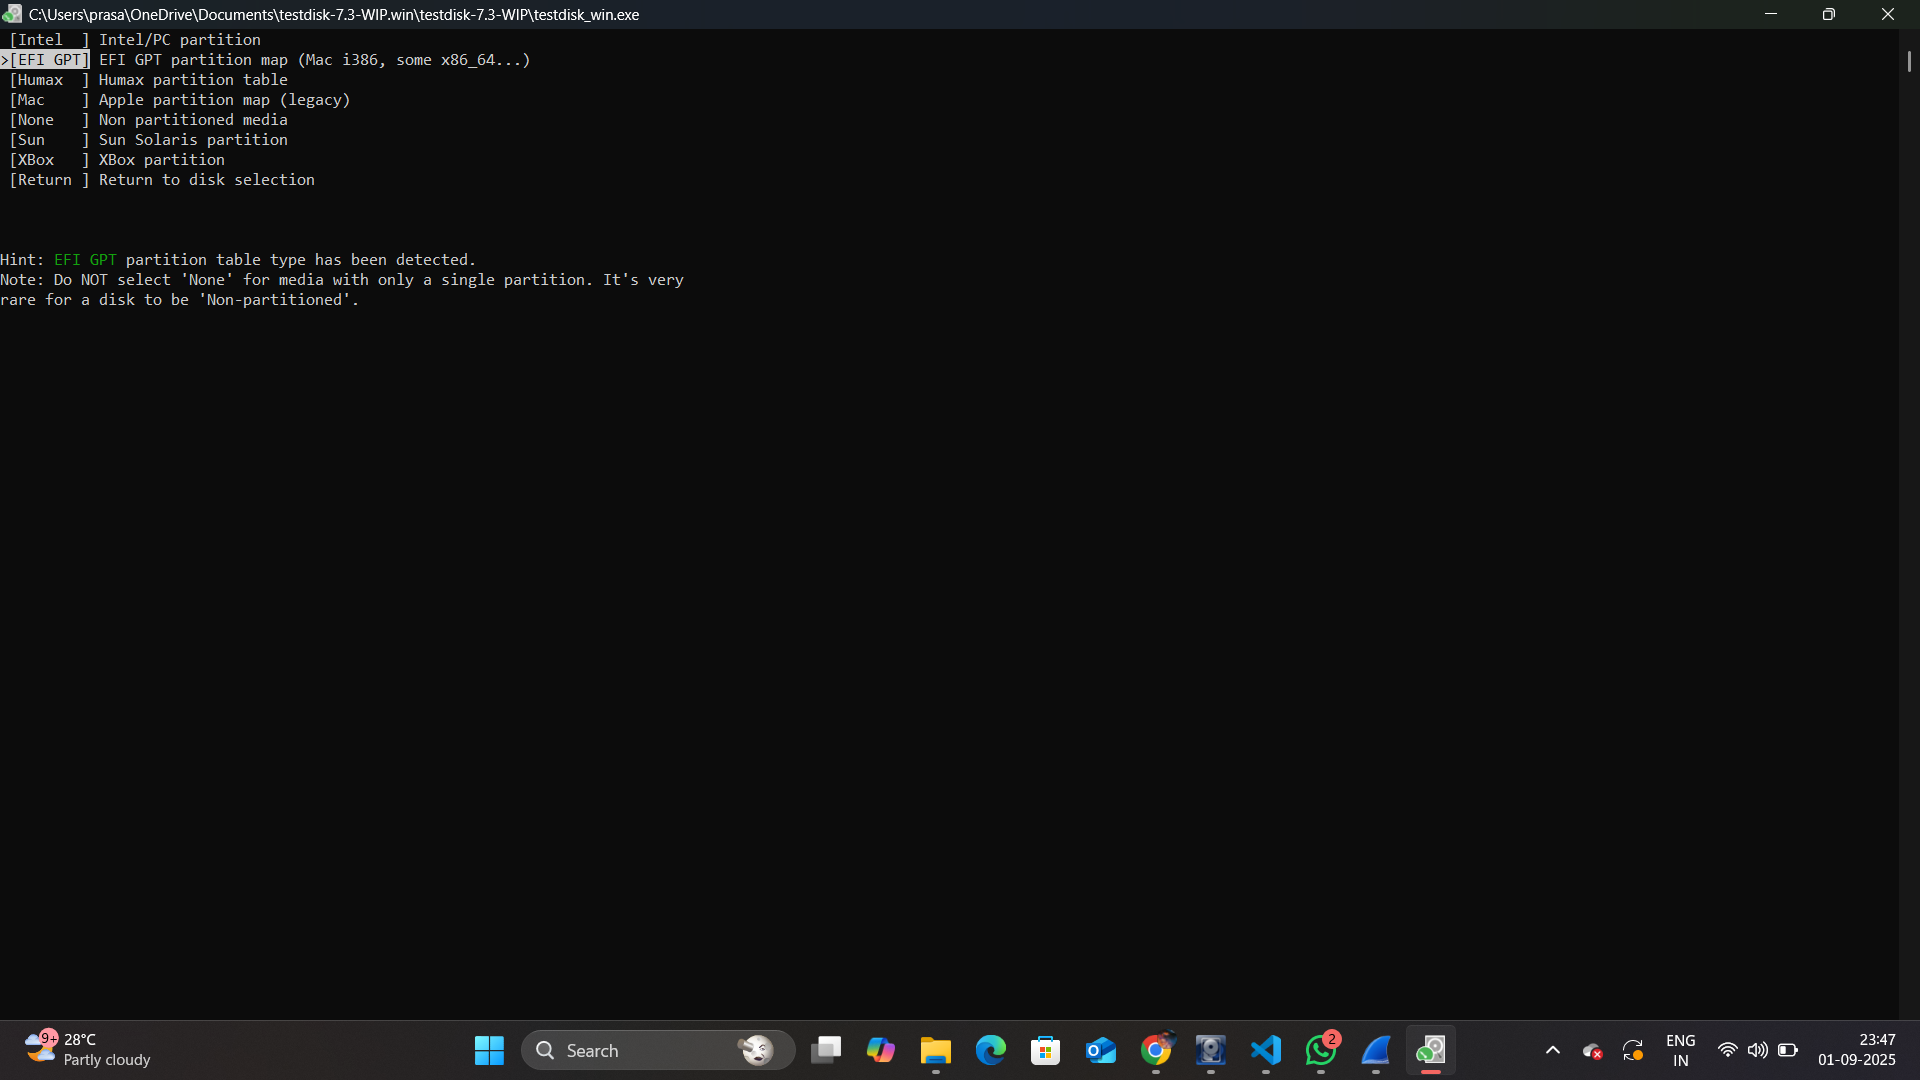 C:\Users\prasa\OneDrive\Documents\testdisk-7.3-WIP.win\testdisk-7.3-WIP\testdisk_win.exe
[Intel  ] Intel/PC partition
>[EFI GPT] EFI GPT partition map (Mac i386, some x86_64...)
[Humax  ] Humax partition table
[Mac    ] Apple partition map (legacy)
[None   ] Non partitioned media
[Sun    ] Sun Solaris partition
[XBox   ] XBox partition
[Return ] Return to disk selection
Hint: EFI GPT partition table type has been detected.
Note: Do NOT select 'None' for media with only a single partition. It's very
rare for a disk to be 'Non-partitioned'.
9+ 28°C
Partly cloudy
Search
2
ENG
IN
23:47
01-09-2025